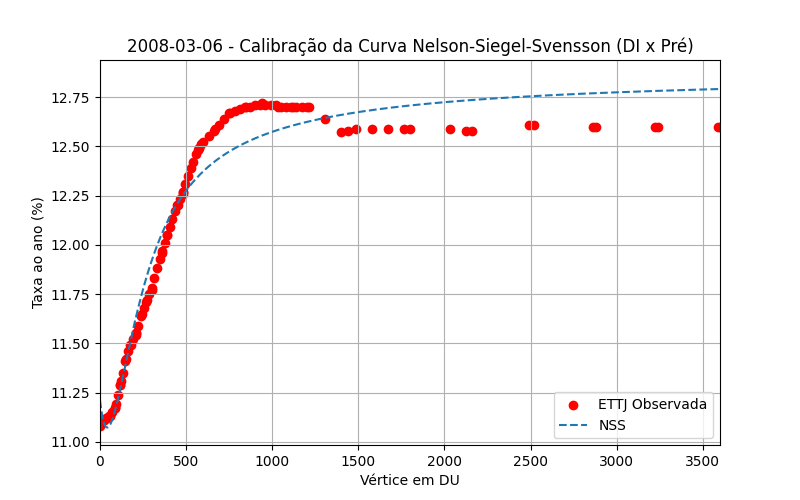 2008-03-06 - Calibração da Curva Nelson-Siegel-Svensson (DI x Pré)
Taxa ao ano (%)
12.75
12.50
12.25
12.00
11.75
11.50
11.25
11.00
ETTJ Observada
NSS
0 500 1000 1500 2000 2500 3000 3500
Vértice em DU